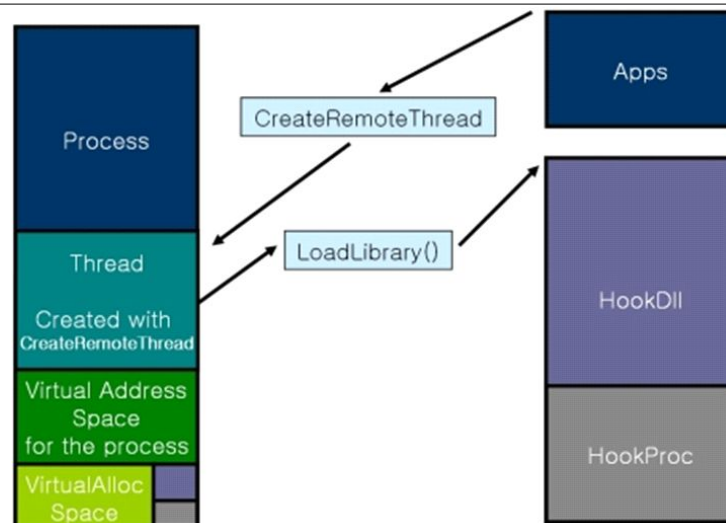 Process
Thread
Created with
CreateRemoteThread
Virtual Address
Space
for the process
VirtualAlloc
Space
CreateRemoteThread
LoadLibrary()
Apps
HookDll
HookProc